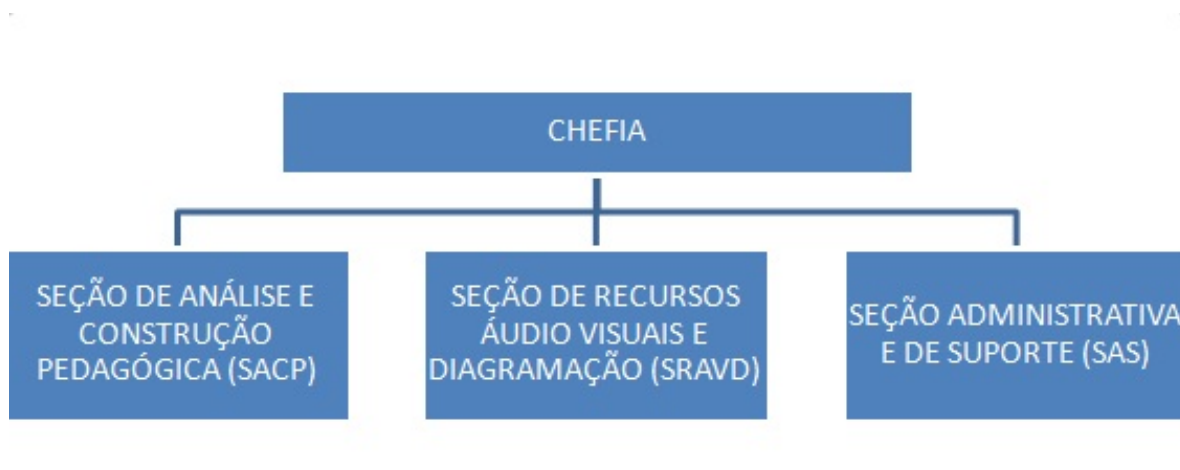 CHEFIA
SEÇÃO DE ANÁLISE E
CONSTRUÇÃO
PEDAGÓGICA (SACP)
SEÇÃO DE RECURSOS
ÁUDIO VISUAIS E
DIAGRAMAÇÃO (SRAVD)
SEÇÃO ADMINISTRATIVA
E DE SUPORTE (SAS)